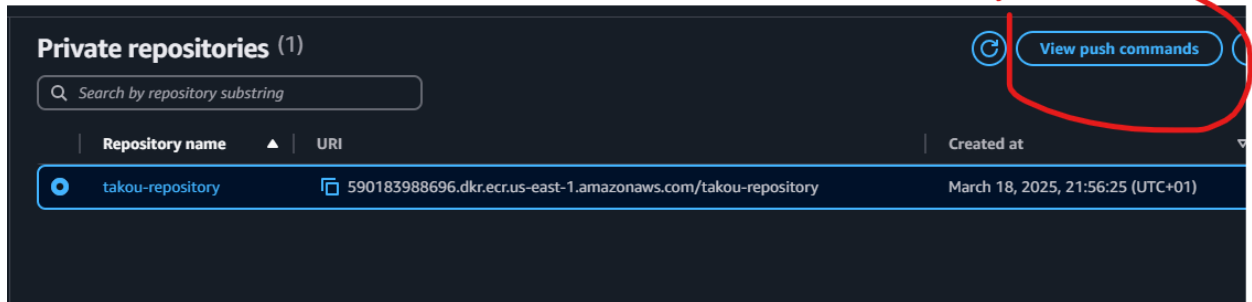 Private repositories (1)
View push commands
Search by repository substring
Repository name ▲ URI Created at
takou-repository 590183988696.dkr.ecr.us-east-1.amazonaws.com/takou-repository March 18, 2025, 21:56:25 (UTC+01)